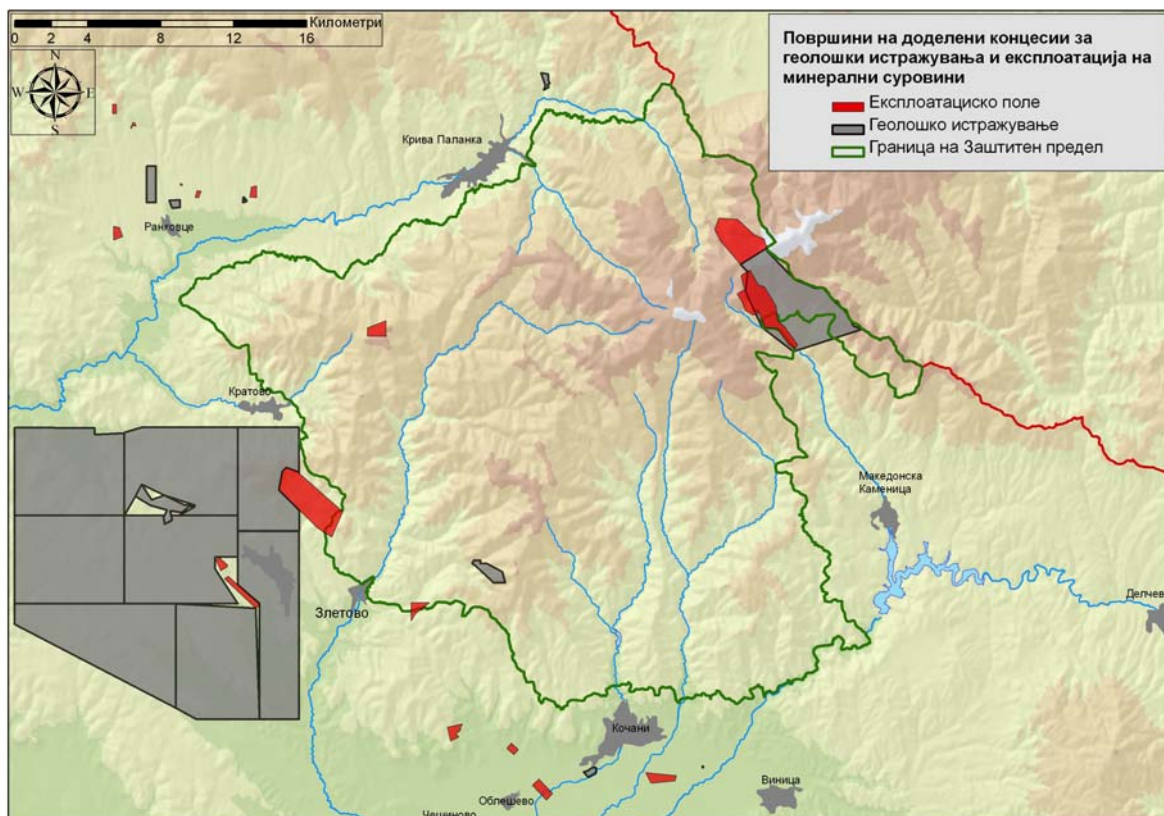 Километри
0 2 4 8 12 16
N
W E
S
Површини на доделени концесии за
геолошки истражувања и експлоатација на
минерални суровини
Експлоатациско поле
Геолошко истражување
Граница на Заштитен предел
Крива Паланка
Ранковце
Кратово
Македонска
Каменица
Делчев
Злетово
Кочани
Виница
Облешево
Чешиново